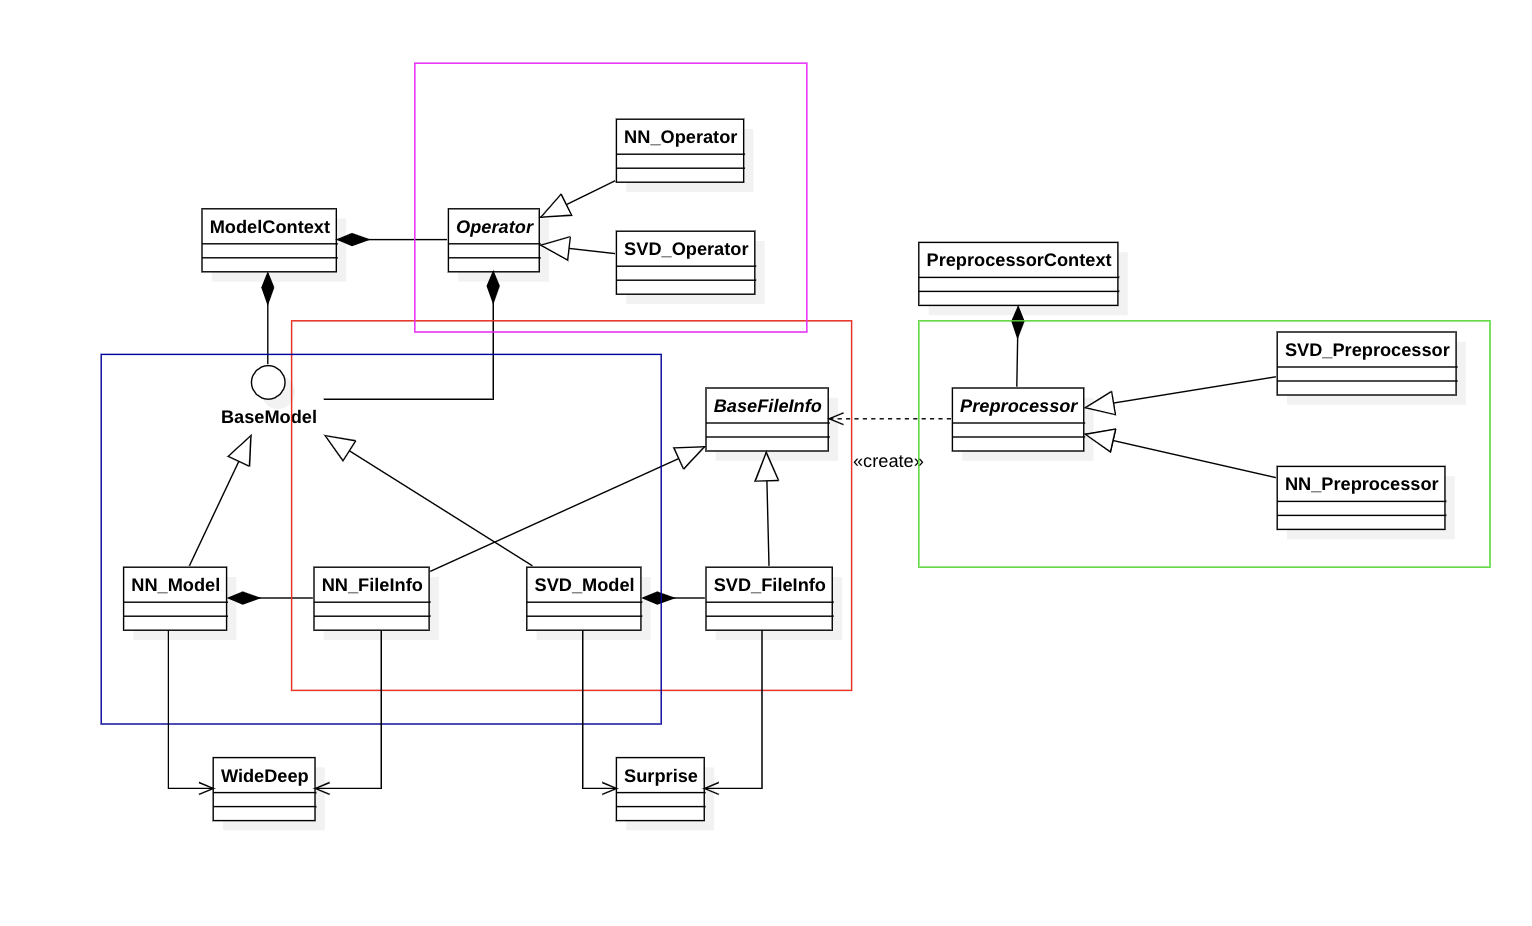 NN_Operator
ModelContext
Operator
SVD_Operator
PreprocessorContext
SVD_Preprocessor
BaseModel
BaseFileInfo
Preprocessor
«create»
NN_Preprocessor
NN_Model
NN_FileInfo
SVD_Model
SVD_FileInfo
WideDeep
Surprise